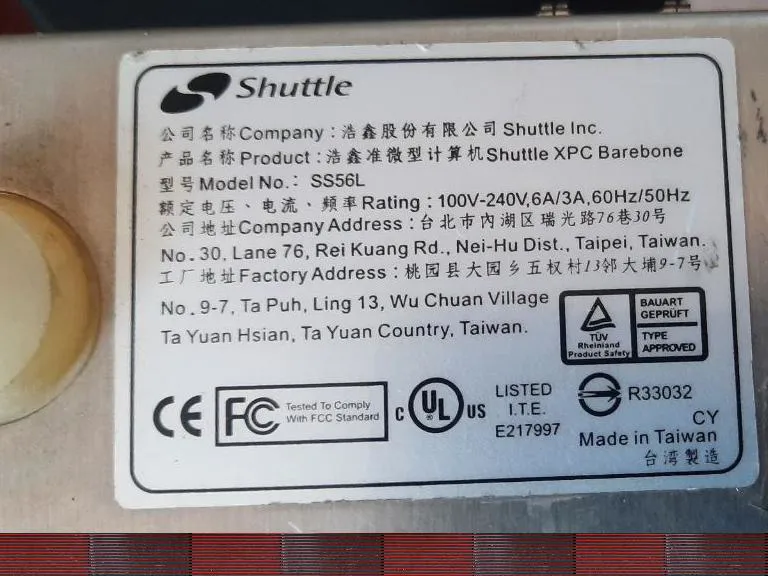 Shuttle
公司名称Company : 浩鑫股份有限公司 Shuttle Inc.
产品名称 Product : 浩鑫准微型计算机Shuttle XPC Barebone
型号Model No. : SS56L
额定电压、电流、频率Rating : 100V-240V,6A/3A,60Hz/50Hz
公司地址Company Address : 台北市內湖区瑞光路76巷30号
No. 30, Lane 76, Rei Kuang Rd., Nei-Hu Dist., Taipei, Taiwan.
工厂地址Factory Address : 桃园县大园乡五权村13邻大埔9-7号
No. 9-7, Ta Puh, Ling 13, Wu Chuan Village
Ta Yuan Hsian, Ta Yuan Country, Taiwan.
TÜV
Rheinland
Product Safety
BAUART
GEPRÜFT
TYPE
APPROVED
CE
FC
Tested To Comply
With FCC Standard
C UL US
LISTED
I.T.E.
E217997
R33032
CY
Made in Taiwan
台湾製造